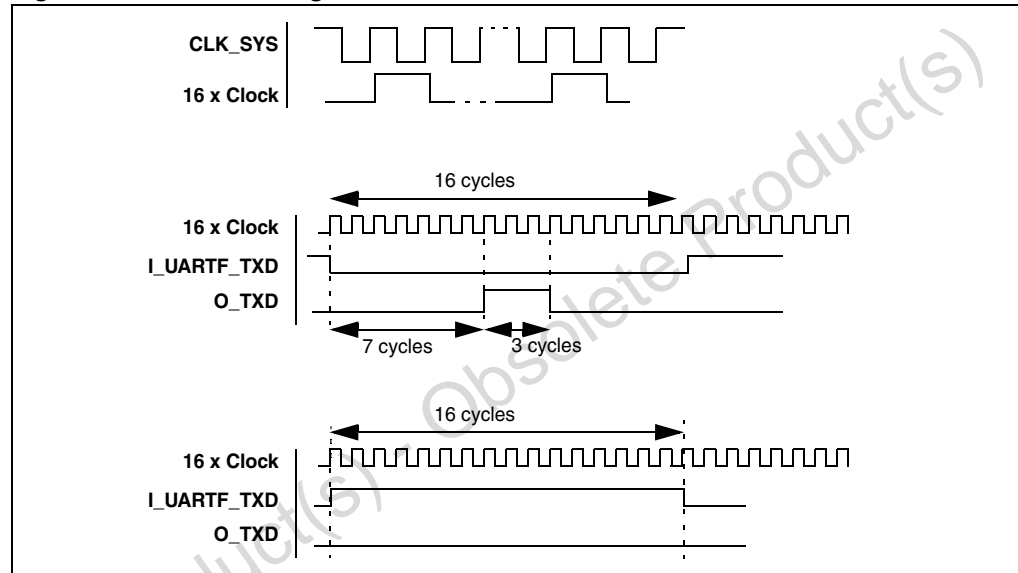 CLK_SYS
16 x Clock
16 cycles
16 x Clock
I_UARTF_TXD
O_TXD
7 cycles
3 cycles
16 cycles
16 x Clock
I_UARTF_TXD
O_TXD
duct(s) - Obsolete Product(s)